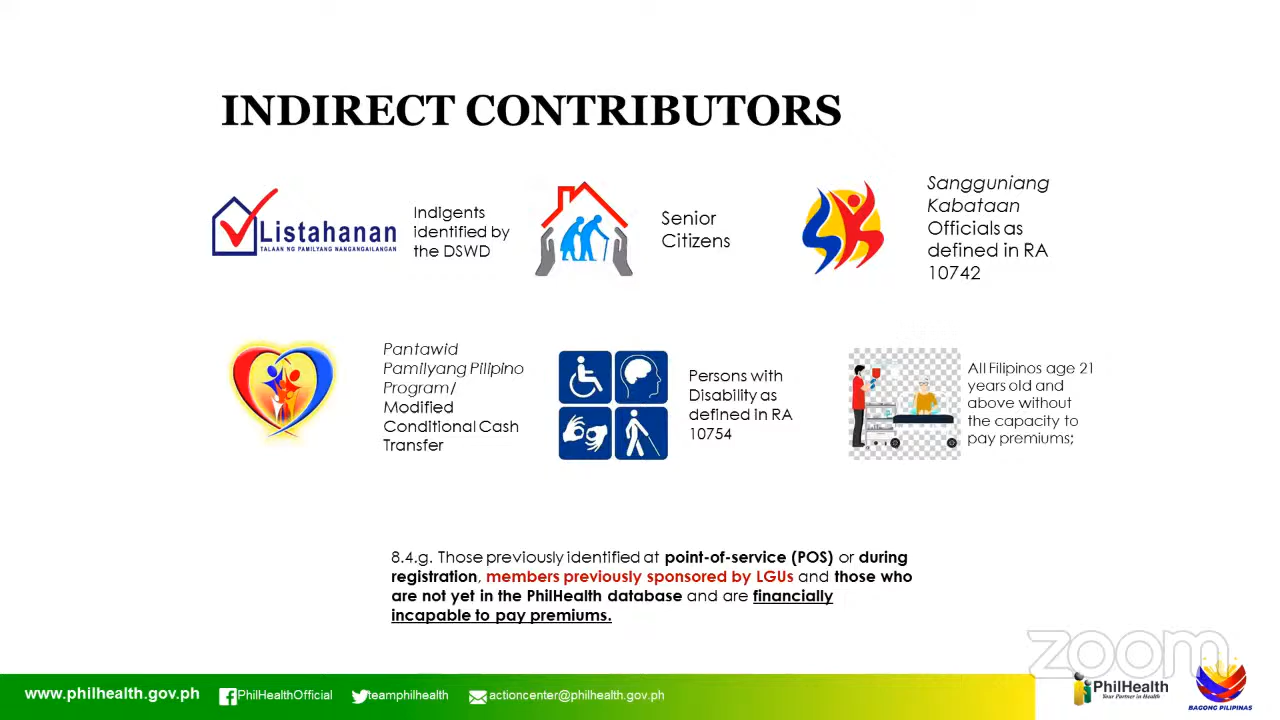 INDIRECT CONTRIBUTORS
Listahanan
TALAAN NG PAMILYANG NANGANGAILANGAN
Indigents
identified by
the DSWD
Senior
Citizens
Sangguniang
Kabataan
Officials as
defined in RA
10742
Pantawid
Pamilyang Pilipino
Program/
Modified
Conditional Cash
Transfer
Persons with
Disability as
defined in RA
10754
All Filipinos age 21
years old and
above without
the capacity to
pay premiums;
8.4.g. Those previously identified at point-of-service (POS) or during
registration, members previously sponsored by LGUs and those who
are not yet in the PhilHealth database and are financially
incapable to pay premiums.
zoom
www.philhealth.gov.ph
PhilHealthOfficial
teamphilhealth
actioncenter@philhealth.gov.ph
PhilHealth
Your Partner in Health
BAGONG PILIPINAS